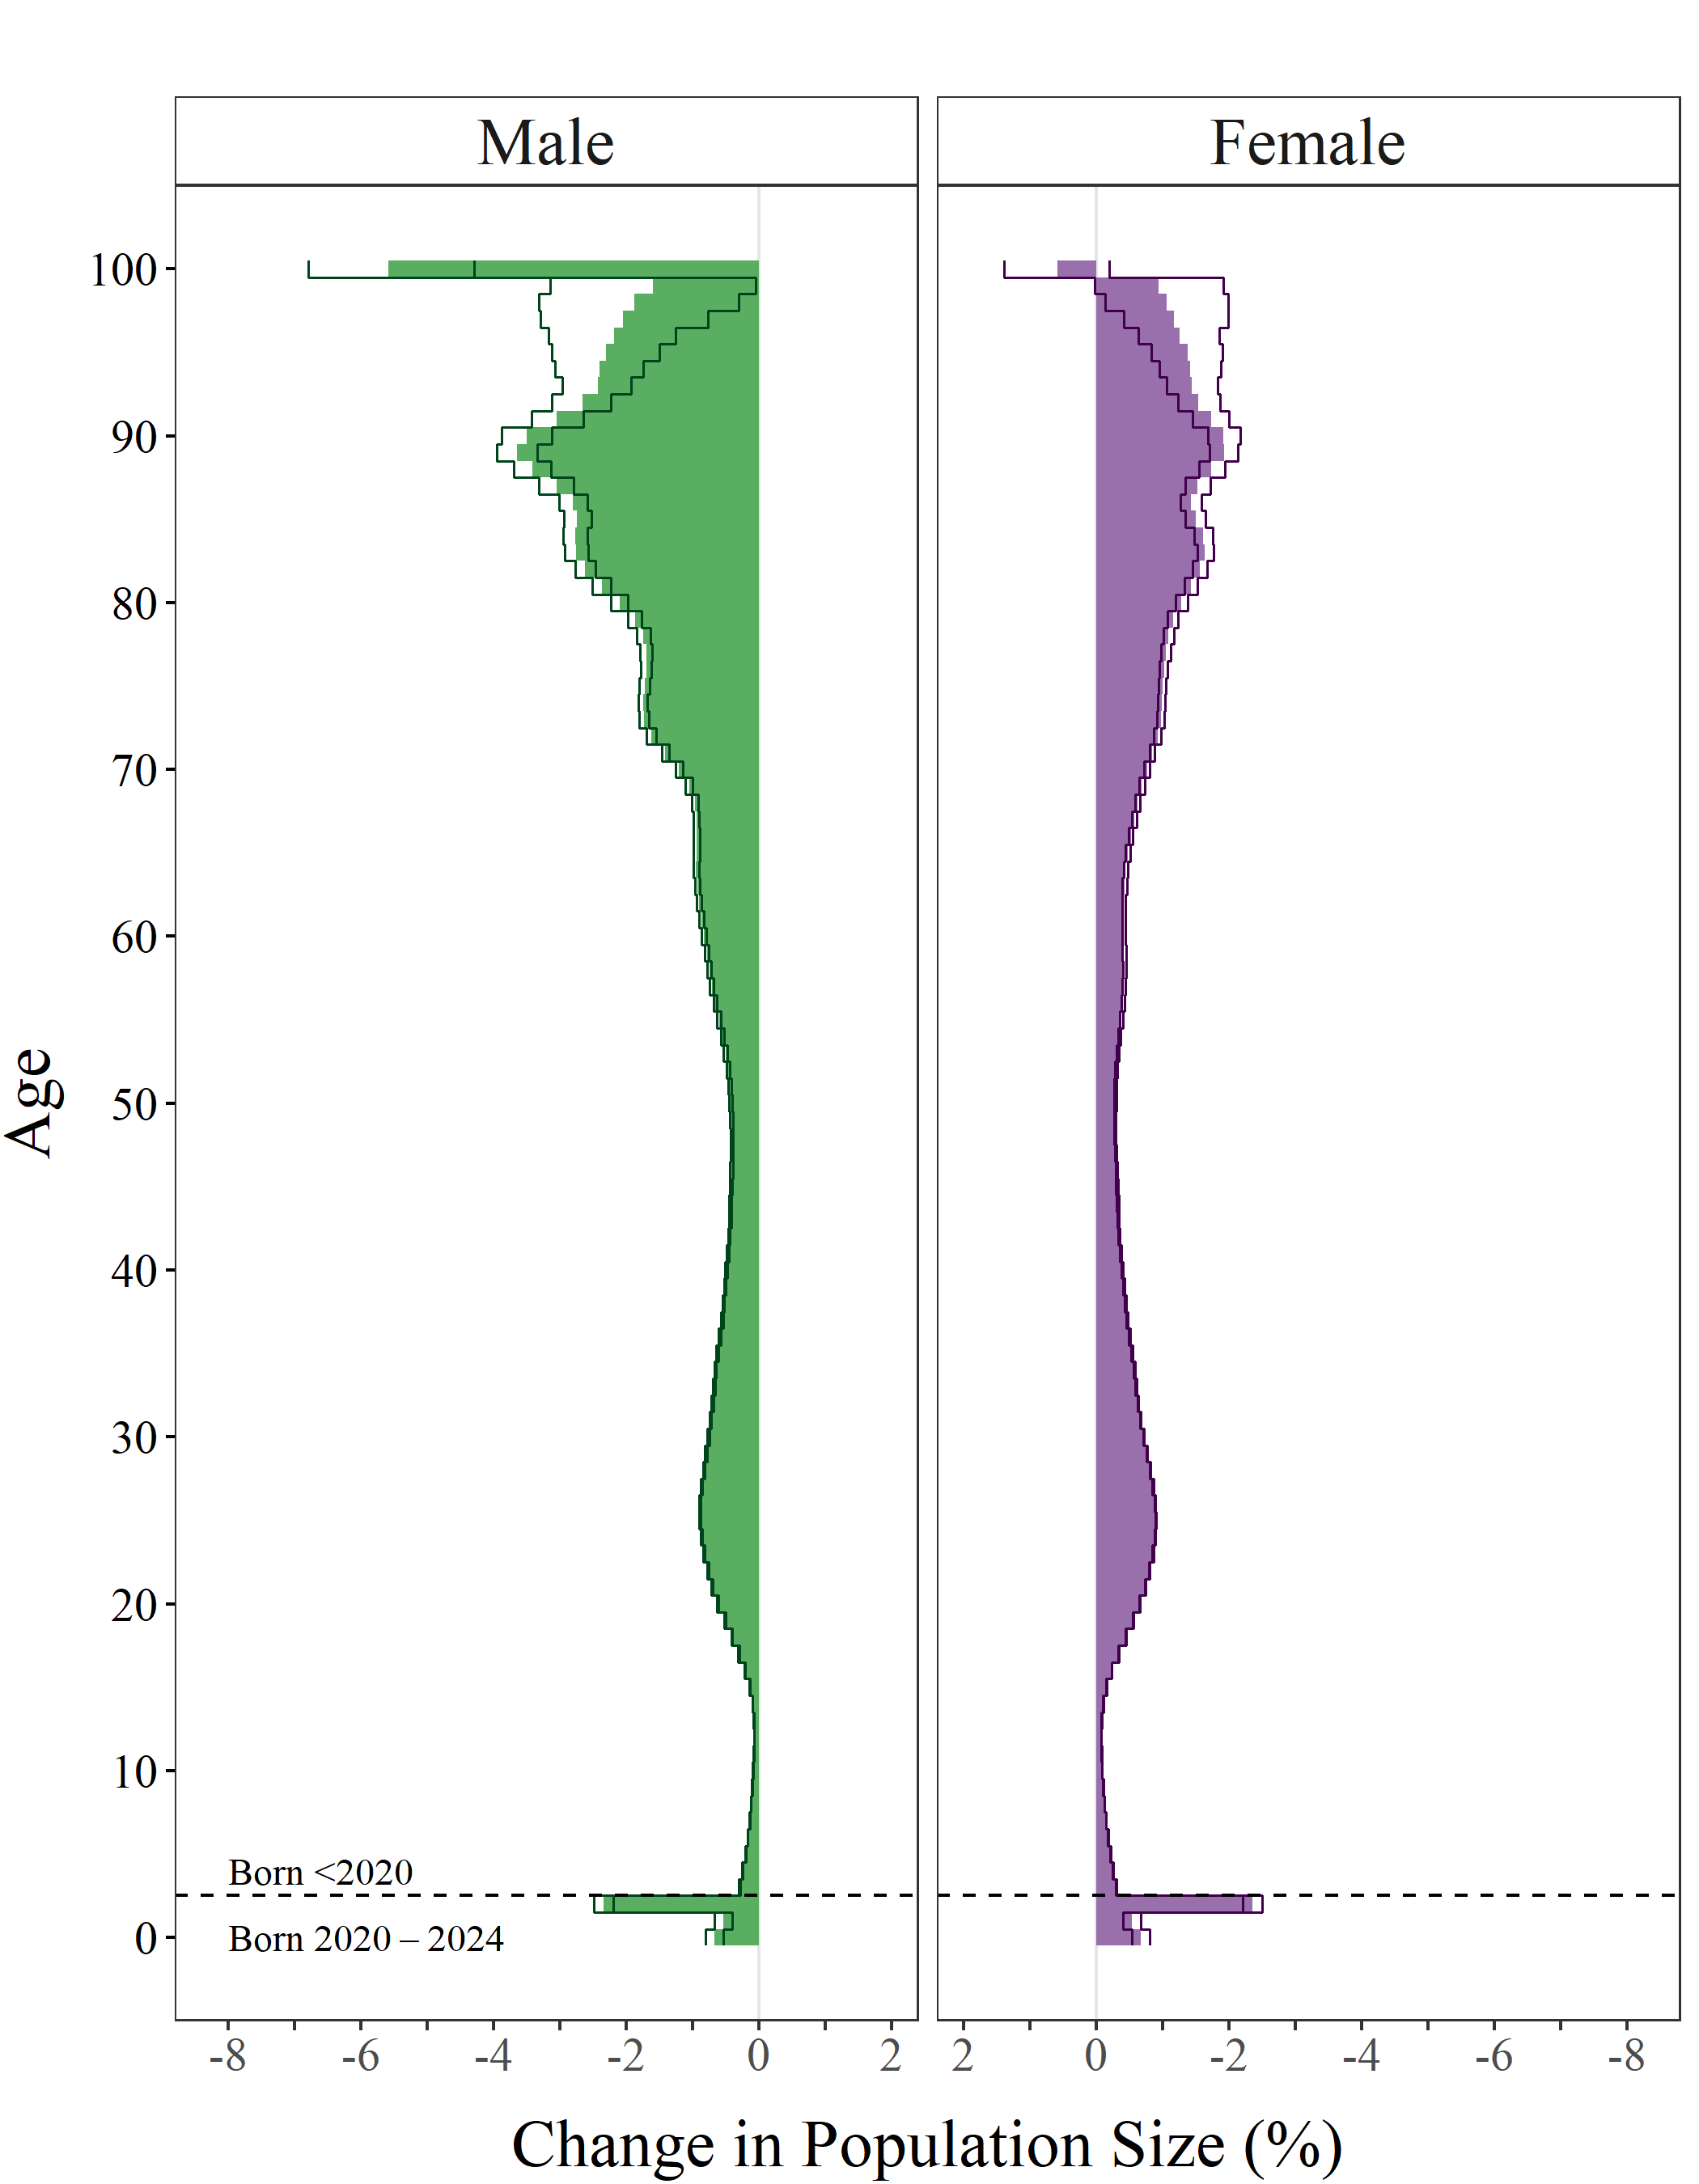 Male
Female
100
90
80
70
60
50
40
30
20
10
0
Age
Born <2020
Born 2020 – 2024
-8 -6 -4 -2 0 2
2 0 -2 -4 -6 -8
Change in Population Size (%)